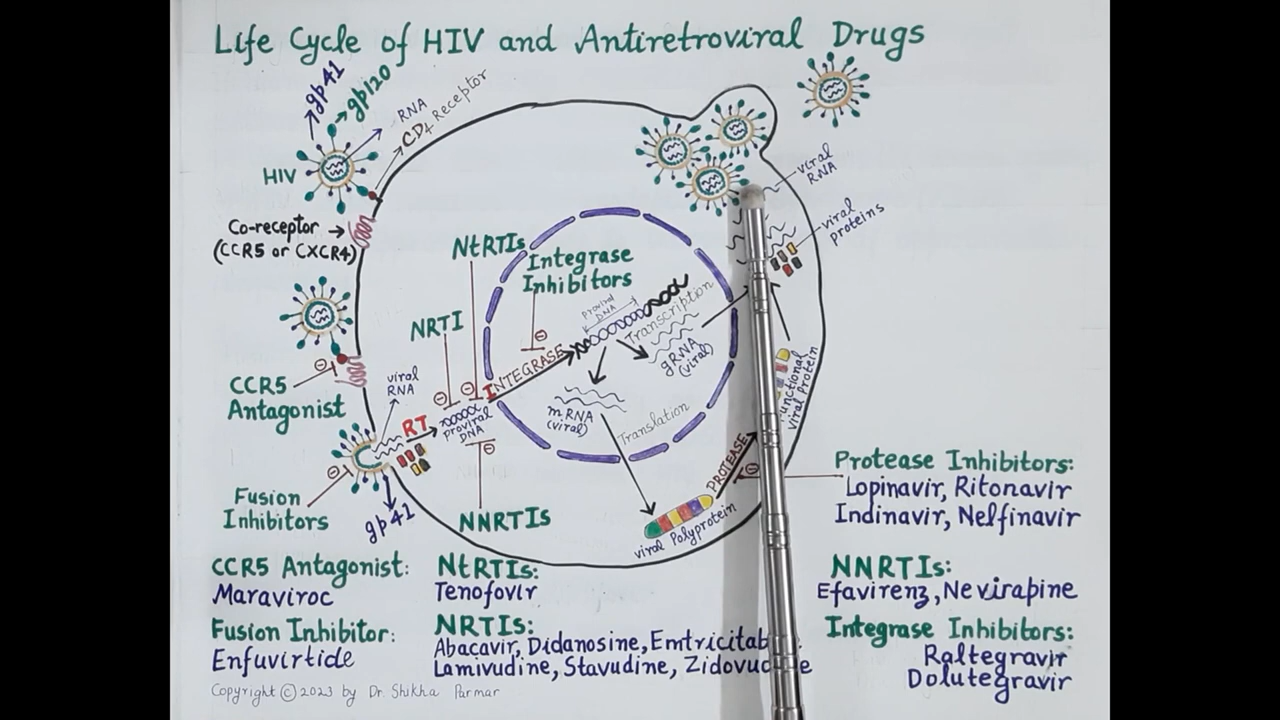 Life Cycle of HIV and Antiretroviral Drugs
gp41
gp120
RNA
CD4 Receptor
HIV
Co-receptor
(CCR5 or CXCR4)
CCR5
Antagonist
viral
RNA
Fusion
Inhibitors
gp41
RT
proviral
DNA
NRTI
NtRTIs
NNRTIs
Integrase
Inhibitors
INTEGRASE
Proviral
DNA
Transcription
gRNA
(viral)
mRNA
(viral)
Translation
viral Polyprotein
PROTEASE
viral protein
viral
RNA
viral
proteins
Protease Inhibitors:
Lopinavir, Ritonavir
Indinavir, Nelfinavir
CCR5 Antagonist:
Maraviroc
Fusion Inhibitor:
Enfuvirtide
NtRTIs:
Tenofovir
NRTIs:
Abacavir, Didanosine,
Lamivudine, Stavudine,
NNRTIs:
Efavirenz, Nevirapine
Integrase Inhibitors:
Raltegravir
Dolutegravir
Copyright ©2023 by Dr. Shikha Parmar